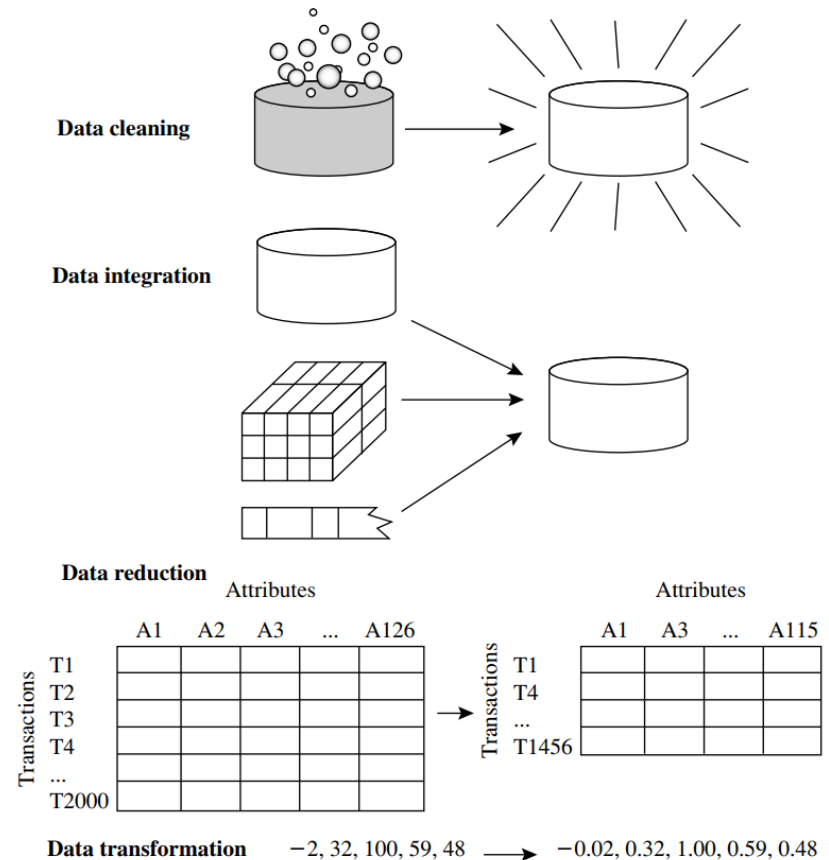 Data cleaning
Data integration
Data reduction
Attributes
A1 A2 A3 ... A126
Transactions
T1
T2
T3
T4
...
T2000
Attributes
A1 A3 ... A115
Transactions
T1
T4
...
T1456
Data transformation −2, 32, 100, 59, 48 −0.02, 0.32, 1.00, 0.59, 0.48